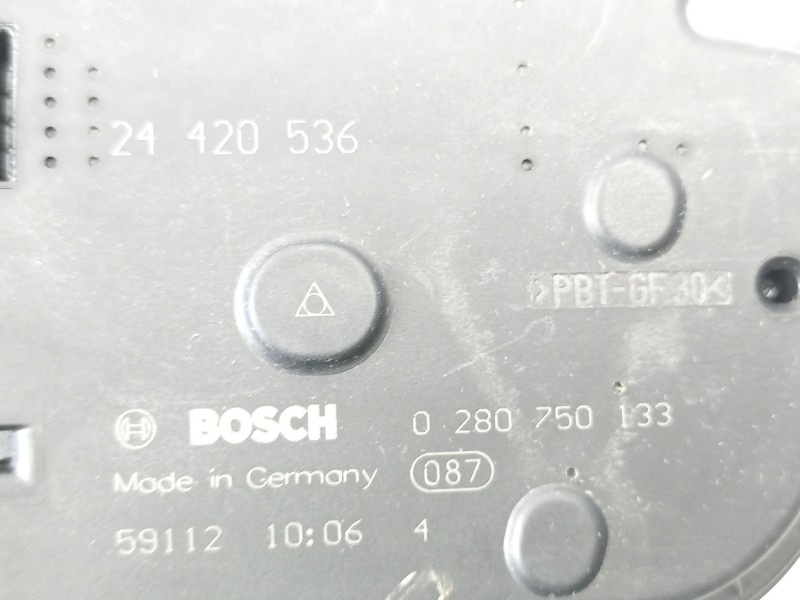 24 420 536
>PBT-GF30<
BOSCH 0 280 750 133
Made in Germany 087
59112 10:06 4